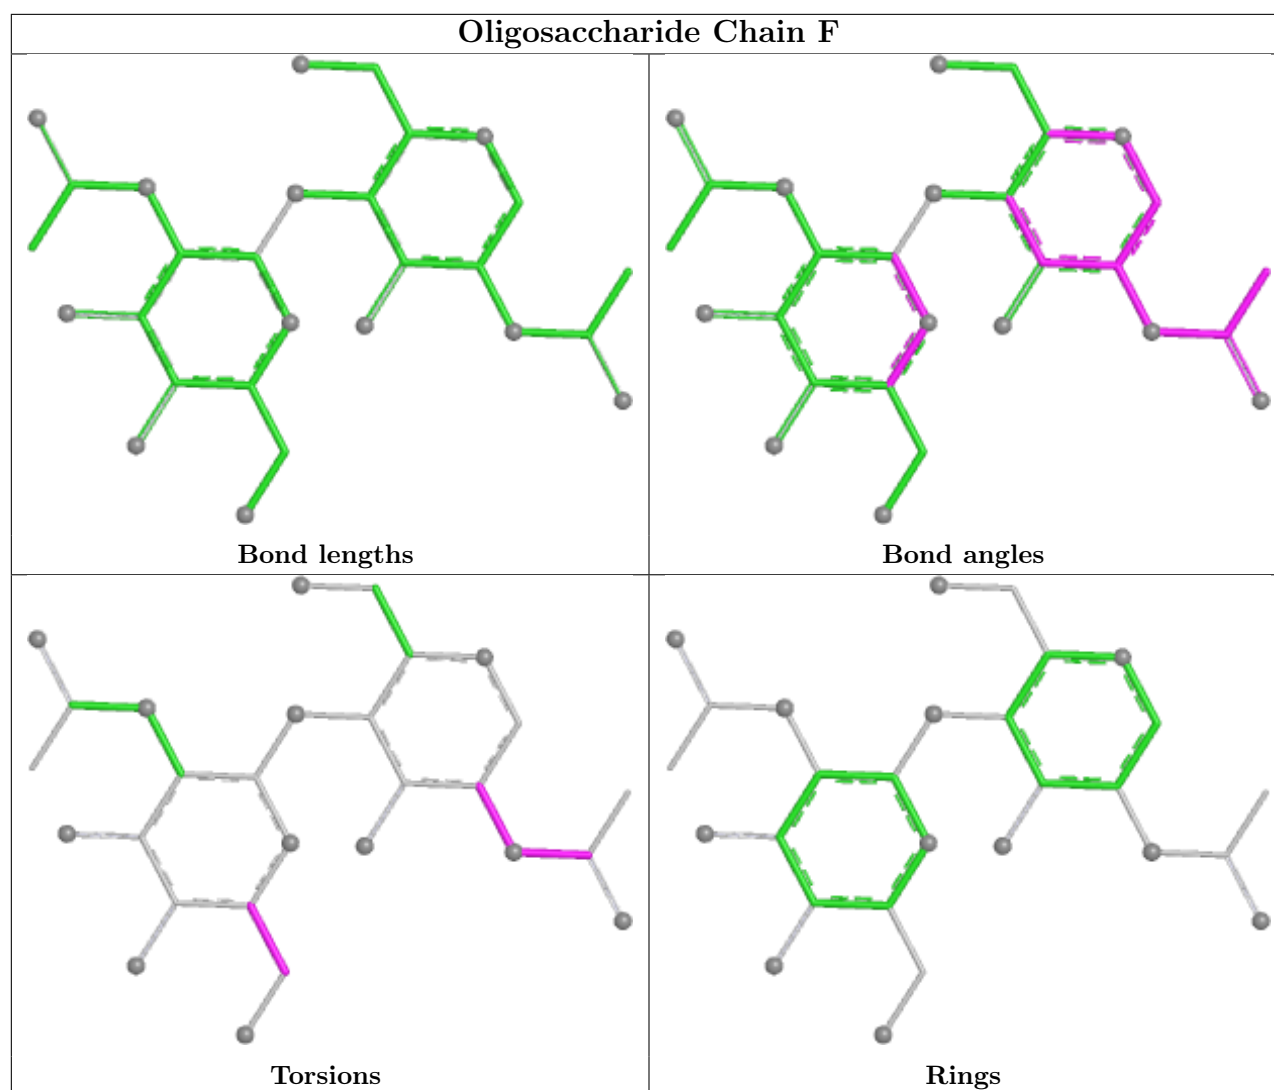 Oligosaccharide Chain F
Bond lengths
Bond angles
Torsions
Rings